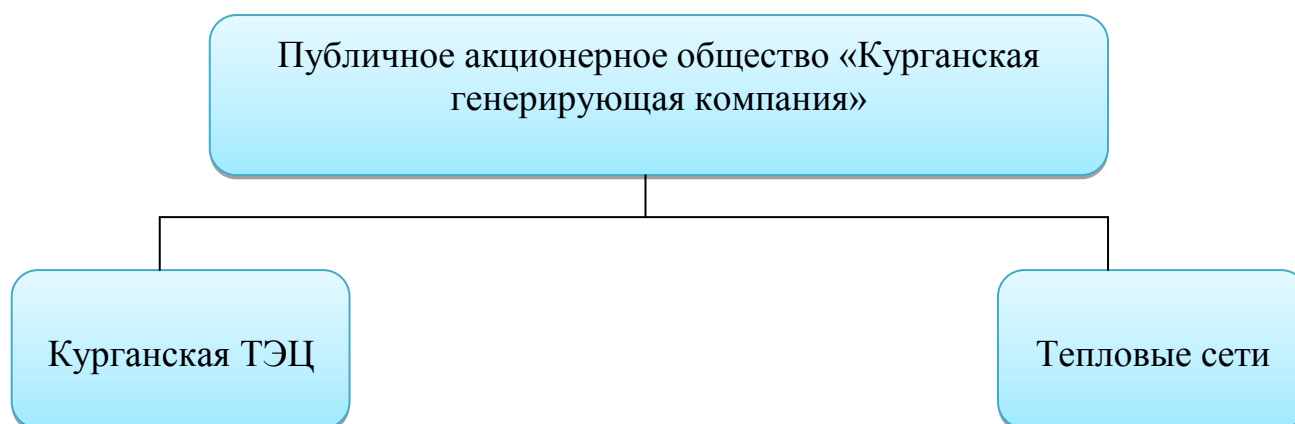 Публичное акционерное общество «Курганская
генерирующая компания»
Курганская ТЭЦ
Тепловые сети